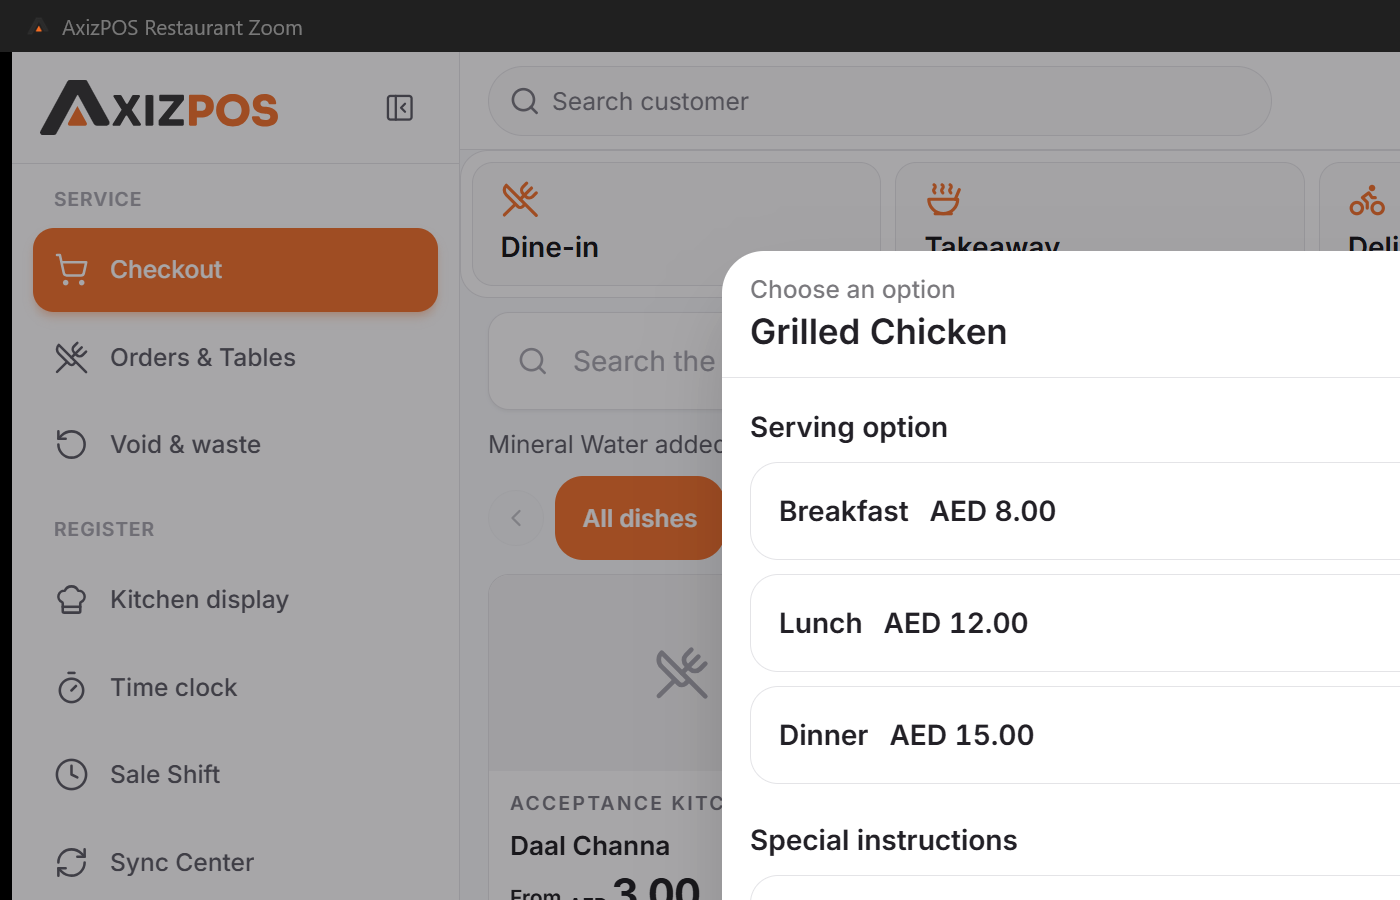 AxizPOS Restaurant Zoom
AXIZPOS
Search customer
SERVICE
Checkout
Orders & Tables
Void & waste
REGISTER
Kitchen display
Time clock
Sale Shift
Sync Center
Dine-in
Takeaway
Deli
Search the
Mineral Water added
All dishes
ACCEPTANCE KITC
Daal Channa
From AED 3.00
Choose an option
Grilled Chicken
Serving option
Breakfast AED 8.00
Lunch AED 12.00
Dinner AED 15.00
Special instructions